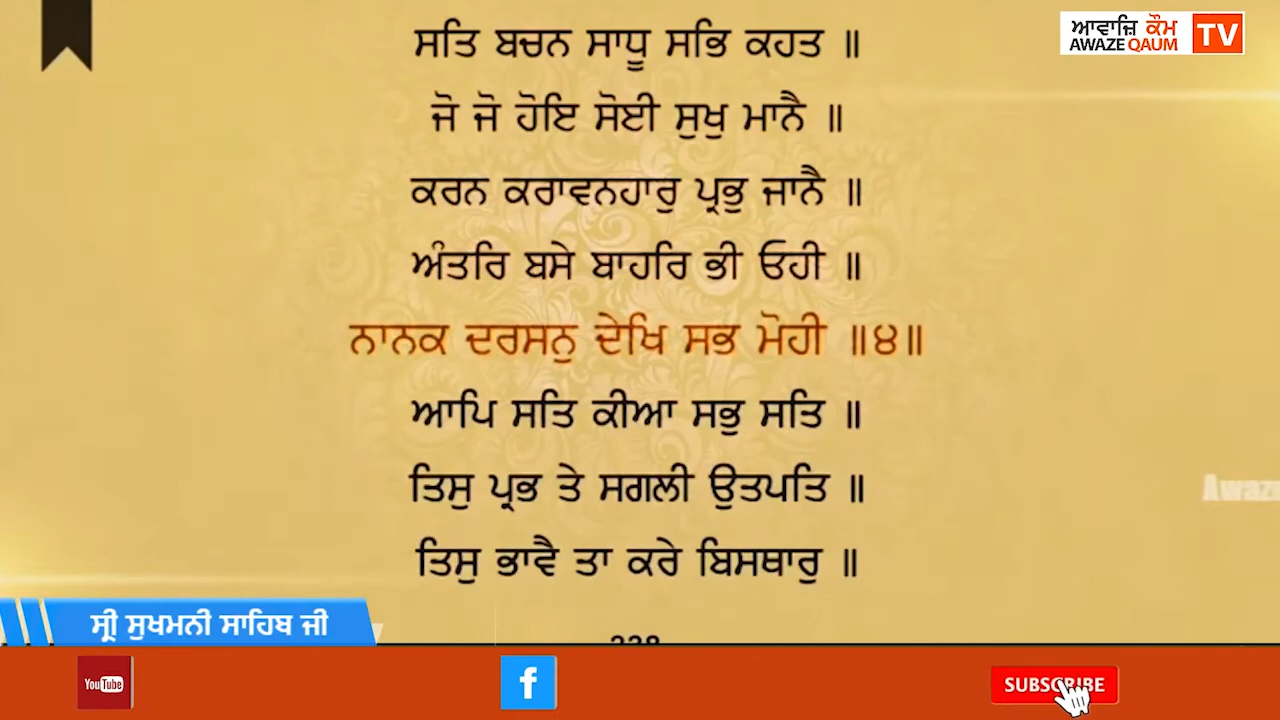 ਸਤਿ ਬਚਨ ਸਾਧੂ ਸਭਿ ਕਹਤ ॥
ਆਵਾਜ਼ਿ ਕੌਮ
AWAZE QAUM
TV
ਜੋ ਜੋ ਹੋਇ ਸੋਈ ਸੁਖੁ ਮਾਨੈ ॥
ਕਰਨ ਕਰਾਵਨਹਾਰੁ ਪ੍ਰਭੁ ਜਾਨੈ ॥
ਅੰਤਰਿ ਬਸੇ ਬਾਹਰਿ ਭੀ ਓਹੀ ॥
ਨਾਨਕ ਦਰਸਨੁ ਦੇਖਿ ਸਭ ਮੋਹੀ ॥੪॥
ਆਪਿ ਸਤਿ ਕੀਆ ਸਭੁ ਸਤਿ ॥
ਤਿਸੁ ਪ੍ਰਭ ਤੇ ਸਗਲੀ ਉਤਪਤਿ ॥
ਤਿਸੁ ਭਾਵੈ ਤਾ ਕਰੇ ਬਿਸਥਾਰੁ ॥
ਸ੍ਰੀ ਸੁਖਮਨੀ ਸਾਹਿਬ ਜੀ
YouTube
f
SUBSCRIBE